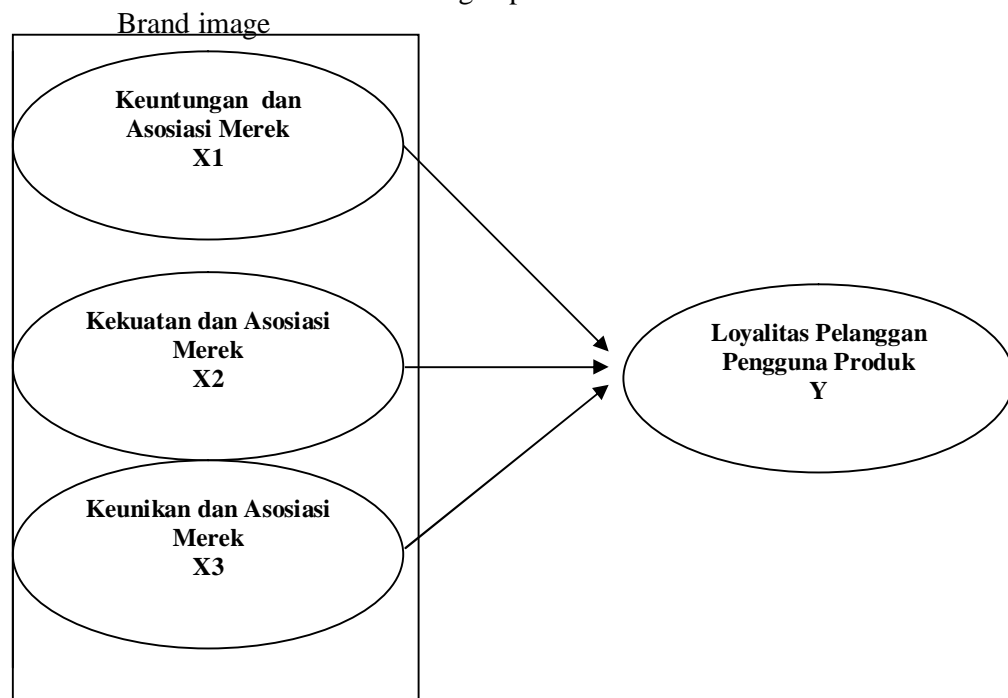 Brand image
Keuntungan dan
Asosiasi Merek
X1
Kekuatan dan Asosiasi
Merek
X2
Keunikan dan Asosiasi
Merek
X3
Loyalitas Pelanggan
Pengguna Produk
Y